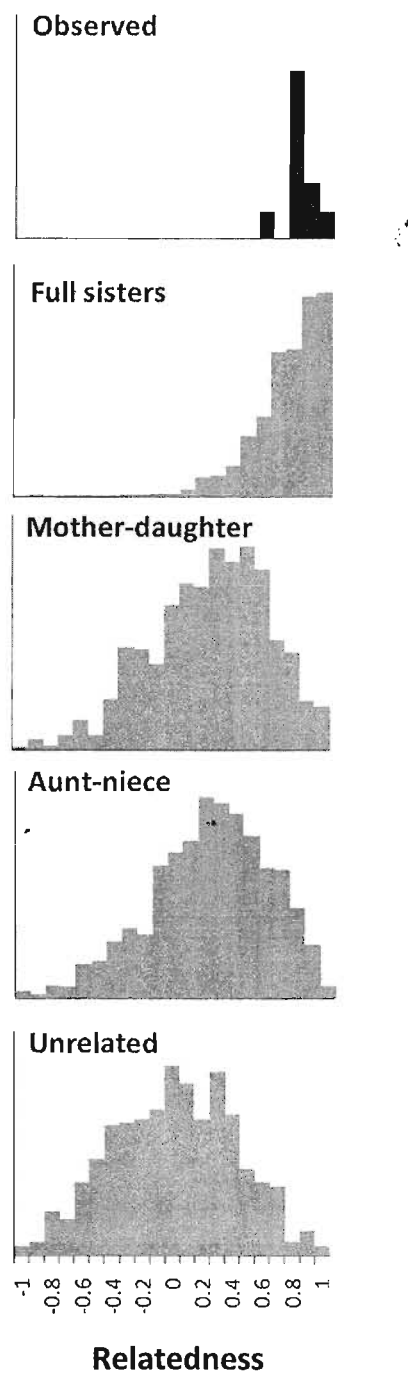 Observed
Full sisters
Mother-daughter
Aunt-niece
Unrelated
-1
-0.8
-0.6
-0.4
-0.2
0
0.2
0.4
0.6
0.8
1
Relatedness